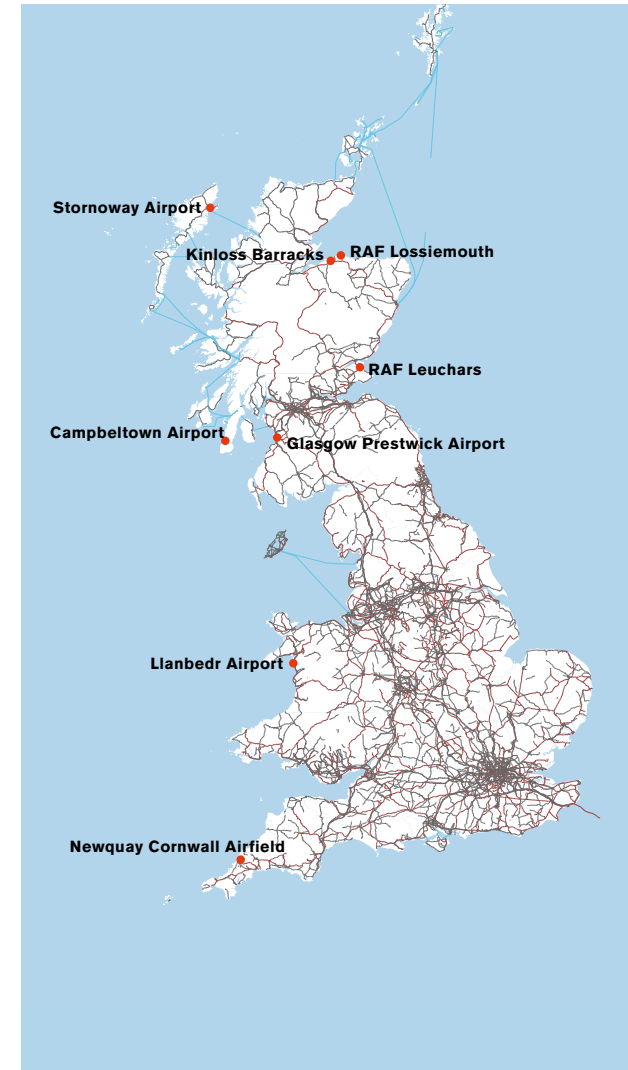 Stornoway Airport
Kinloss Barracks
RAF Lossiemouth
RAF Leuchars
Campbeltown Airport
Glasgow Prestwick Airport
Llanbedr Airport
Newquay Cornwall Airfield